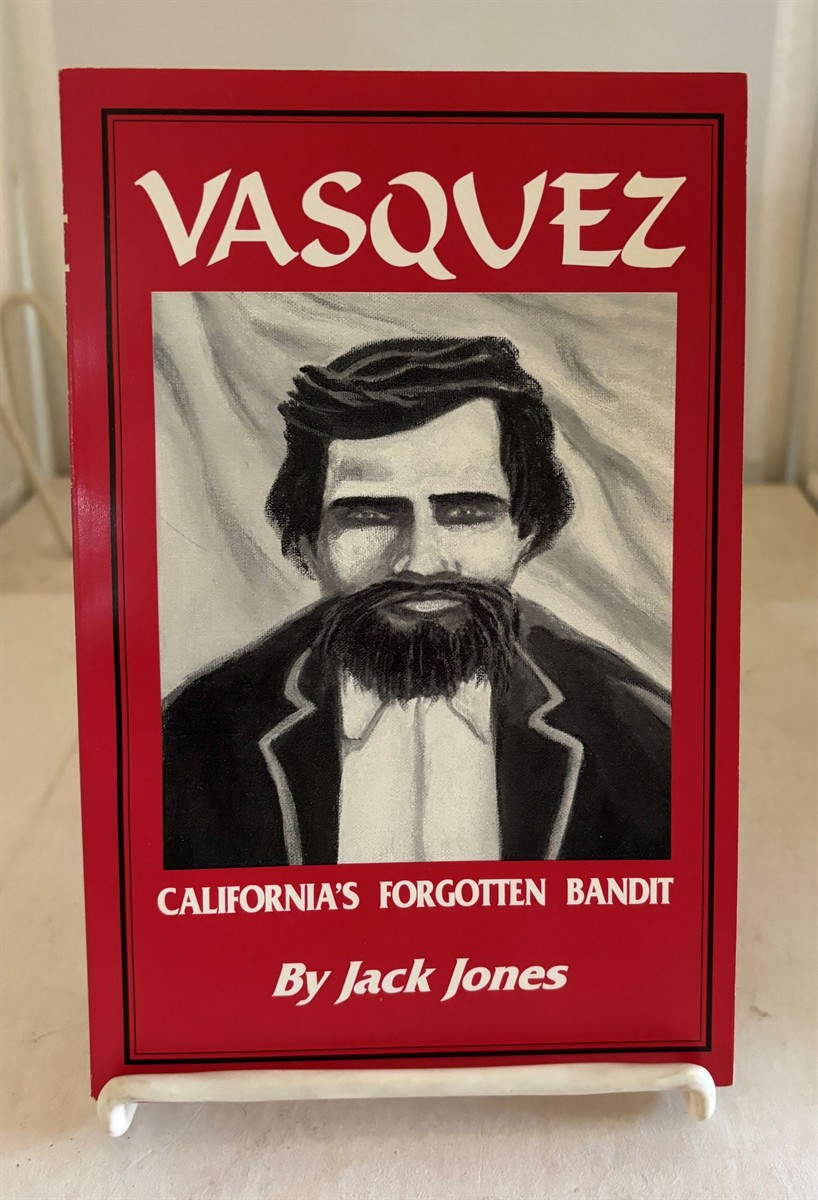 VASQUEZ
CALIFORNIA'S FORGOTTEN BANDIT
By Jack Jones